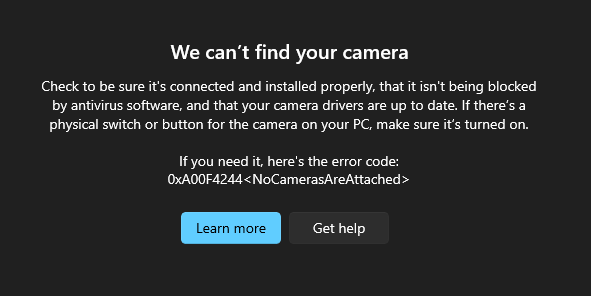 We can’t find your camera
Check to be sure it's connected and installed properly, that it isn't being blocked
by antivirus software, and that your camera drivers are up to date. If there’s a
physical switch or button for the camera on your PC, make sure it’s turned on.
If you need it, here's the error code:
0xA00F4244<NoCamerasAreAttached>
Learn more
Get help